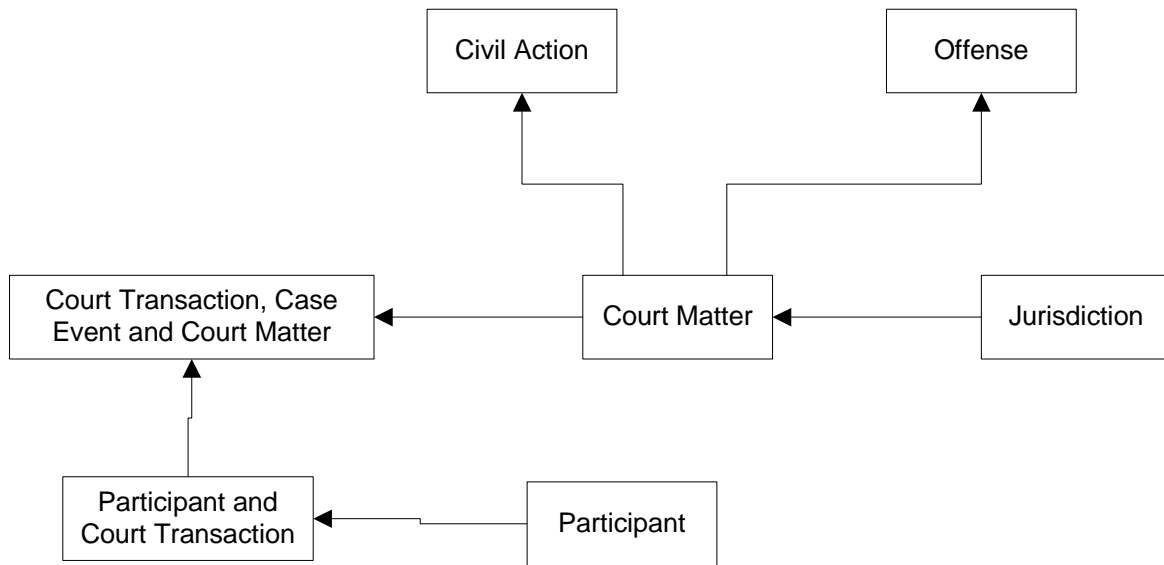 Civil Action
Offense
Court Transaction, Case
Event and Court Matter
Court Matter
Jurisdiction
Participant and
Court Transaction
Participant